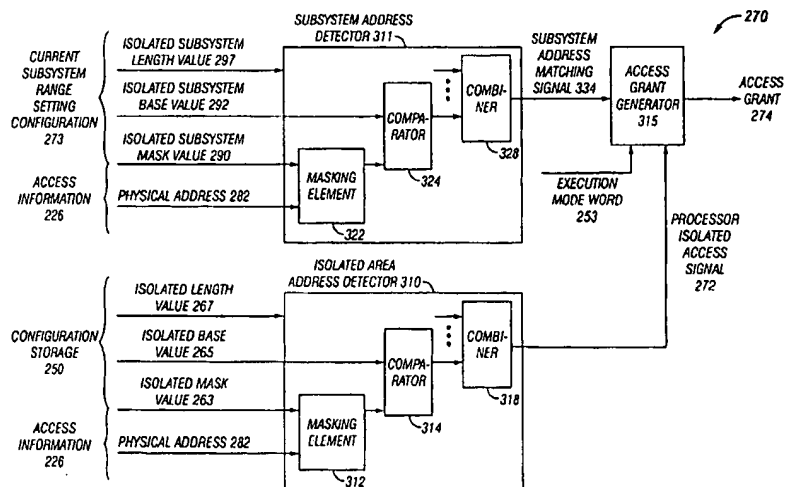 270
SUBSYSTEM ADDRESS
DETECTOR 311
CURRENT
SUBSYSTEM
RANGE
SETTING
CONFIGURATION
273
ISOLATED SUBSYSTEM
LENGTH VALUE 297
ISOLATED SUBSYSTEM
BASE VALUE 292
ISOLATED SUBSYSTEM
MASK VALUE 290
ACCESS
INFORMATION
226
PHYSICAL ADDRESS 282
MASKING
ELEMENT
322
COMPA-
RATOR
324
COMBI-
NER
328
SUBSYSTEM
ADDRESS
MATCHING
SIGNAL 334
ACCESS
GRANT
GENERATOR
315
ACCESS
GRANT
274
EXECUTION
MODE WORD
253
PROCESSOR
ISOLATED
ACCESS
SIGNAL
272
ISOLATED AREA
ADDRESS DETECTOR 310
CONFIGURATION
STORAGE
250
ISOLATED LENGTH
VALUE 267
ISOLATED BASE
VALUE 265
ISOLATED MASK
VALUE 263
ACCESS
INFORMATION
226
PHYSICAL ADDRESS 282
MASKING
ELEMENT
312
COMPA-
RATOR
314
COMBI-
NER
318